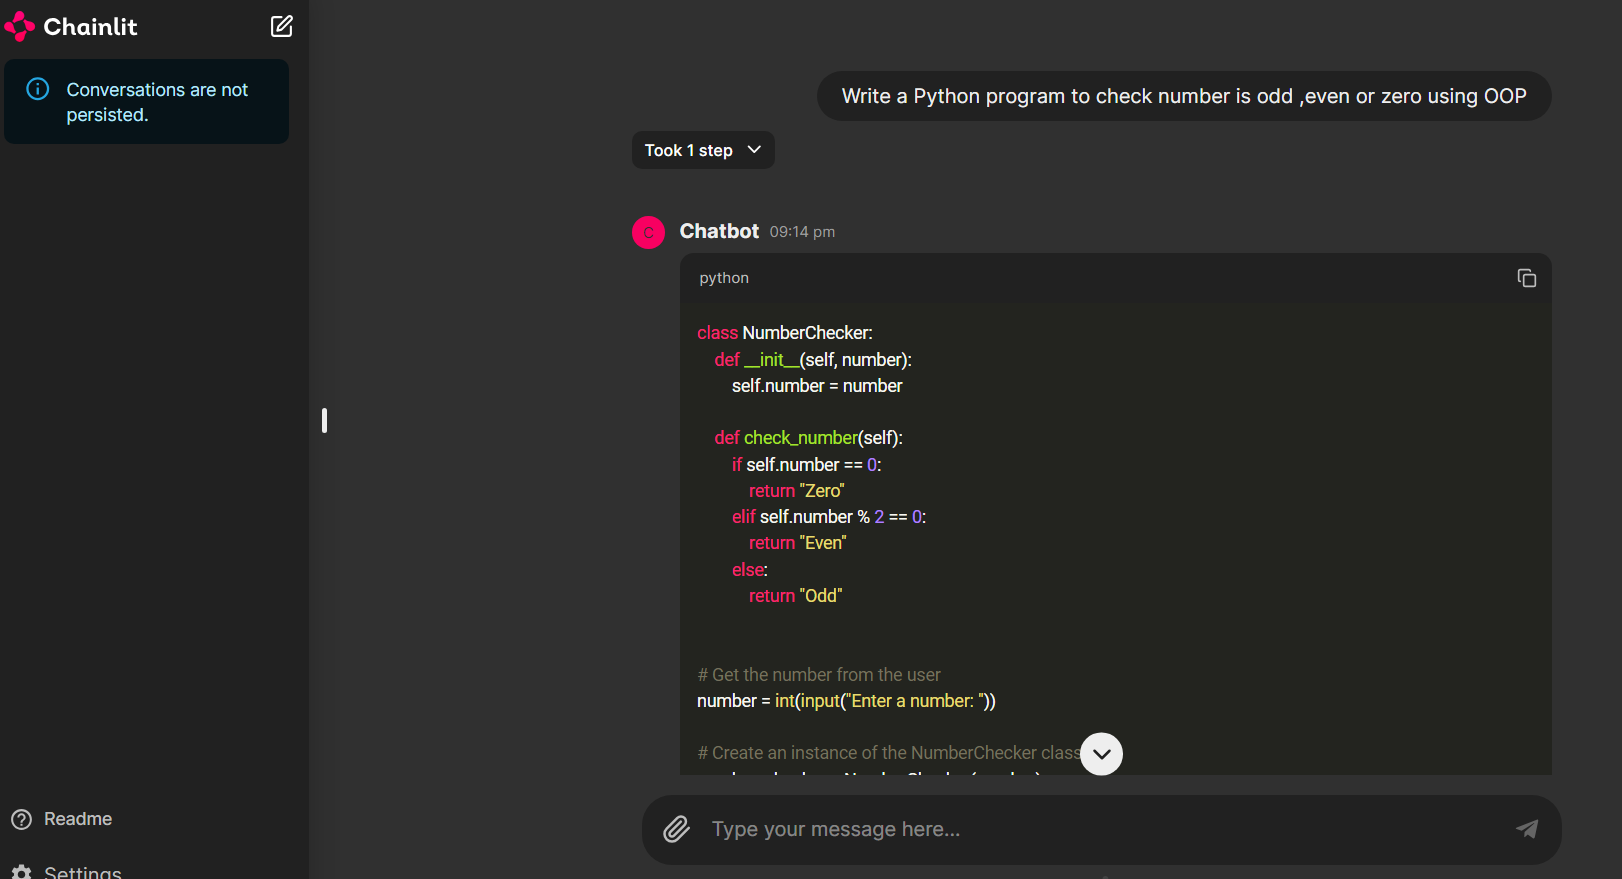 Chainlit
Conversations are not
persisted.
Write a Python program to check number is odd ,even or zero using OOP
Took 1 step
C
Chatbot 09:14 pm
python
class NumberChecker:
    def __init__(self, number):
        self.number = number
    def check_number(self):
        if self.number == 0:
            return "Zero"
        elif self.number % 2 == 0:
            return "Even"
        else:
            return "Odd"
# Get the number from the user
number = int(input("Enter a number: "))
# Create an instance of the NumberChecker class
Type your message here...
Readme
Settings